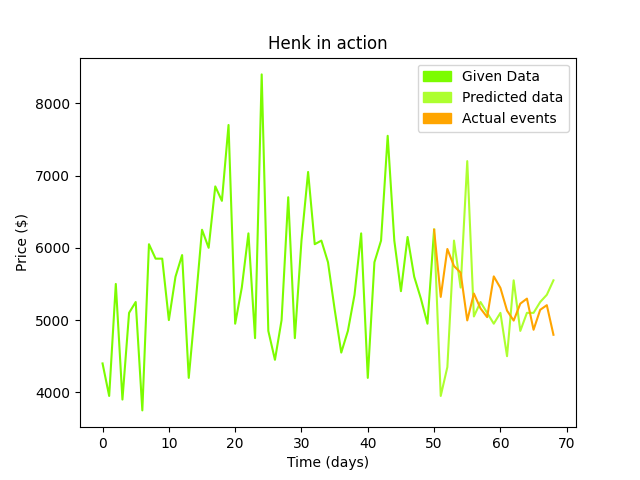 Henk in action
Given Data
Predicted data
Actual events
Price ($)
8000
7000
6000
5000
4000
0 10 20 30 40 50 60 70
Time (days)